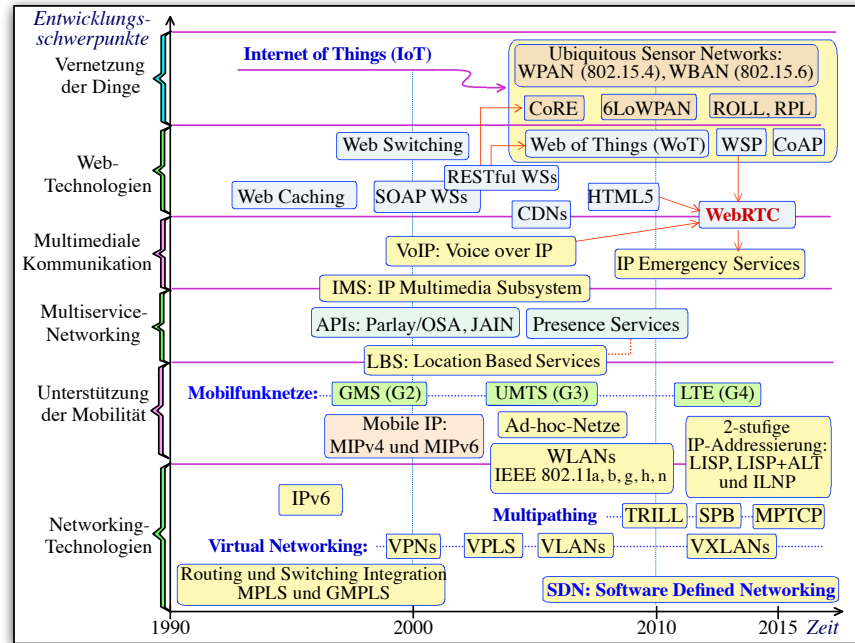 Entwicklungs-
schwerpunkte
Vernetzung
der Dinge
Internet of Things (IoT)
Ubiquitous Sensor Networks:
WPAN (802.15.4), WBAN (802.15.6)
CoRE
6LoWPAN
ROLL, RPL
Web-
Technologien
Web Switching
Web of Things (WoT)
WSP
CoAP
RESTful WSs
Web Caching
SOAP WSs
HTML5
CDNs
WebRTC
Multimediale
Kommunikation
VoIP: Voice over IP
IP Emergency Services
IMS: IP Multimedia Subsystem
Multiservice-
Networking
APIs: Parlay/OSA, JAIN
Presence Services
LBS: Location Based Services
Unterstützung
der Mobilität
Mobilfunknetze:
GMS (G2)
UMTS (G3)
LTE (G4)
Mobile IP:
MIPv4 und MIPv6
Ad-hoc-Netze
WLANs
IEEE 802.11a, b, g, h, n
2-stufige
IP-Addressierung:
LISP, LISP+ALT
und ILNP
Networking-
Technologien
IPv6
Multipathing
TRILL
SPB
MPTCP
Virtual Networking:
VPNs
VPLS
VLANs
VXLANs
Routing und Switching Integration
MPLS und GMPLS
SDN: Software Defined Networking
1990
2000
2010
2015
Zeit